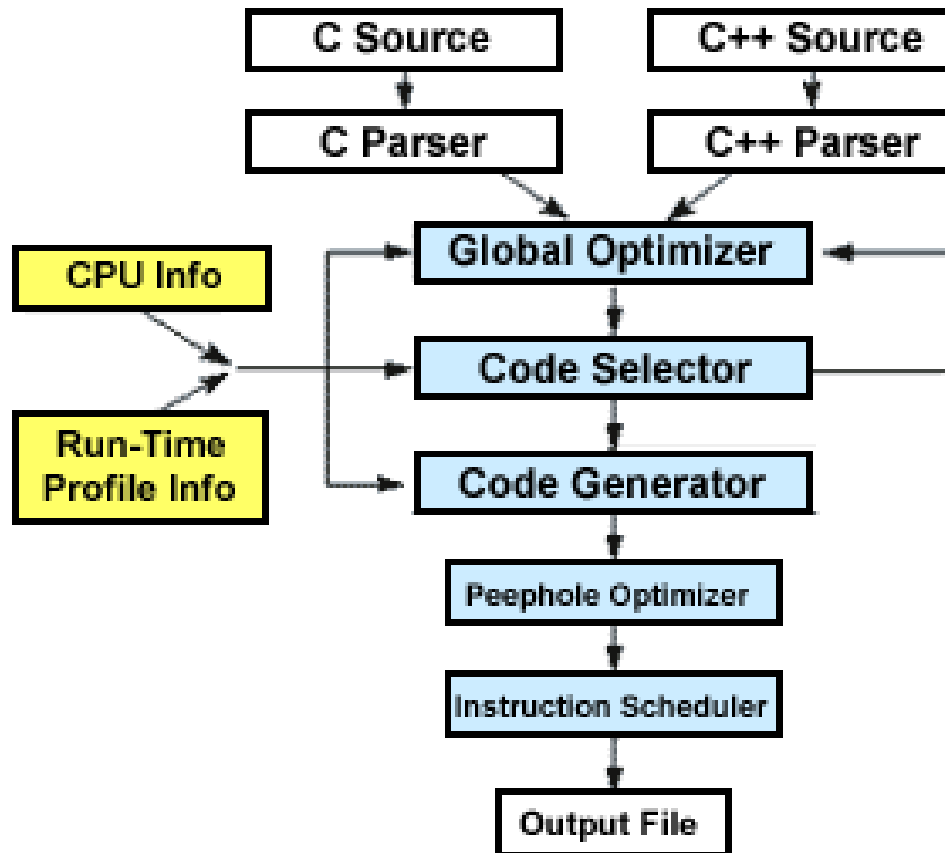 C Source
C++ Source
C Parser
C++ Parser
Global Optimizer
CPU Info
Code Selector
Run-Time
Profile Info
Code Generator
Peephole Optimizer
Instruction Scheduler
Output File